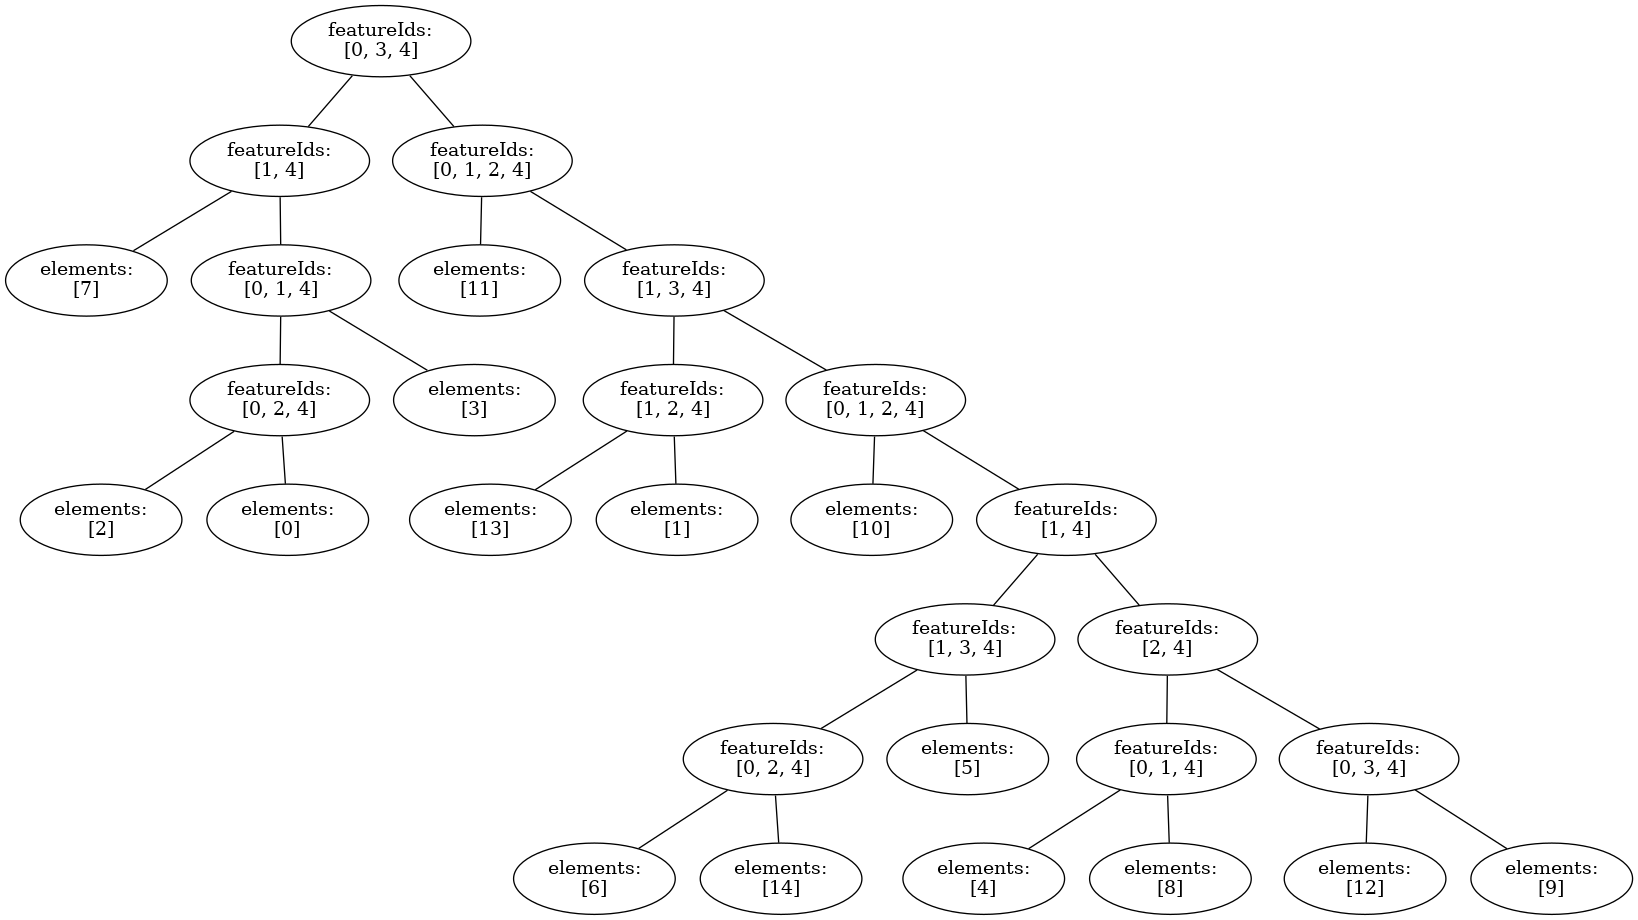 featureIds:
[0, 3, 4]
featureIds:
[1, 4]
featureIds:
[0, 1, 2, 4]
elements:
[7]
featureIds:
[0, 1, 4]
elements:
[11]
featureIds:
[1, 3, 4]
featureIds:
[0, 2, 4]
elements:
[3]
featureIds:
[1, 2, 4]
featureIds:
[0, 1, 2, 4]
elements:
[2]
elements:
[0]
elements:
[13]
elements:
[1]
elements:
[10]
featureIds:
[1, 4]
featureIds:
[1, 3, 4]
featureIds:
[2, 4]
featureIds:
[0, 2, 4]
elements:
[5]
featureIds:
[0, 1, 4]
featureIds:
[0, 3, 4]
elements:
[6]
elements:
[14]
elements:
[4]
elements:
[8]
elements:
[12]
elements:
[9]